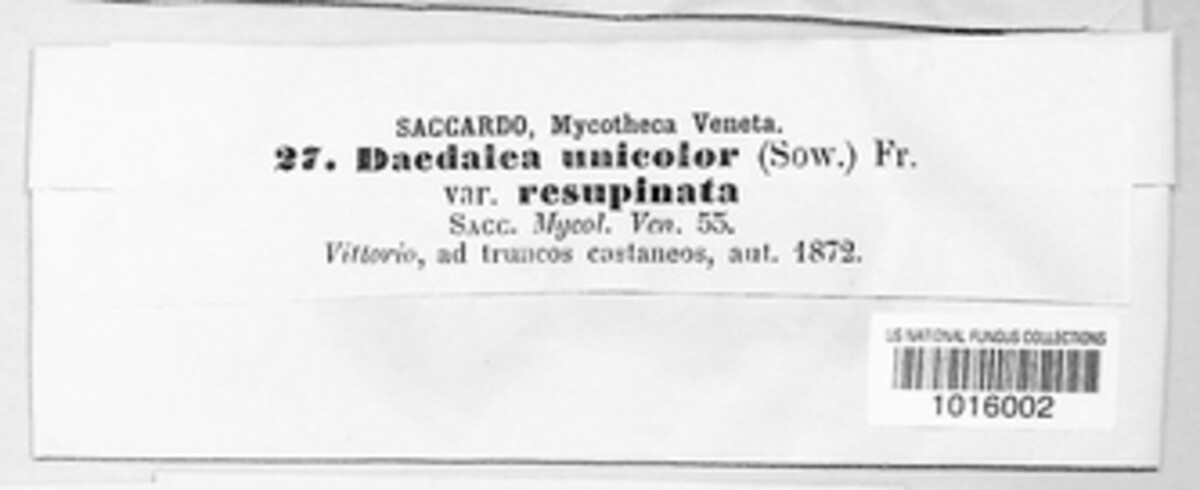 SACCARDO, Mycotheca Veneta.
27. Daedalea unicolor (Sow.) Fr.
var. resupinata
SACC. Mycol. Ven. 55.
Vittorio, ad truncos castaneos, aut. 1872.
US NATIONAL FUNGUS COLLECTIONS
1016002